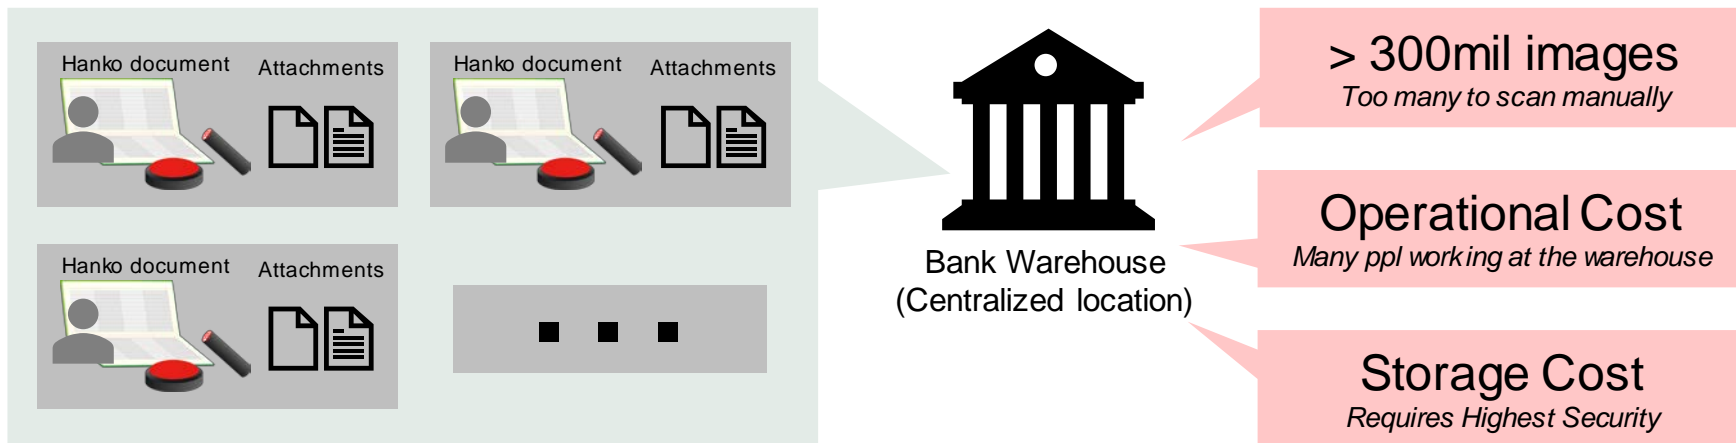 Hanko document
Attachments
Hanko document
Attachments
Hanko document
Attachments
Bank Warehouse
(Centralized location)
> 300mil images
Too many to scan manually
Operational Cost
Many ppl working at the warehouse
Storage Cost
Requires Highest Security